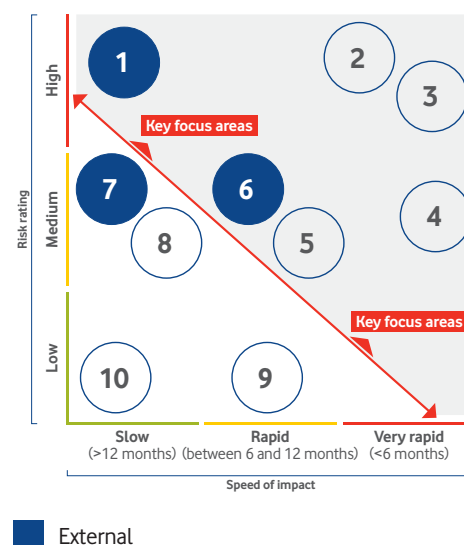 Risk rating
High
Medium
Low
1
2
3
Key focus areas
7
6
4
8
5
Key focus areas
10
9
Slow
(>12 months)
Rapid
(between 6 and 12 months)
Very rapid
(<6 months)
Speed of impact
External